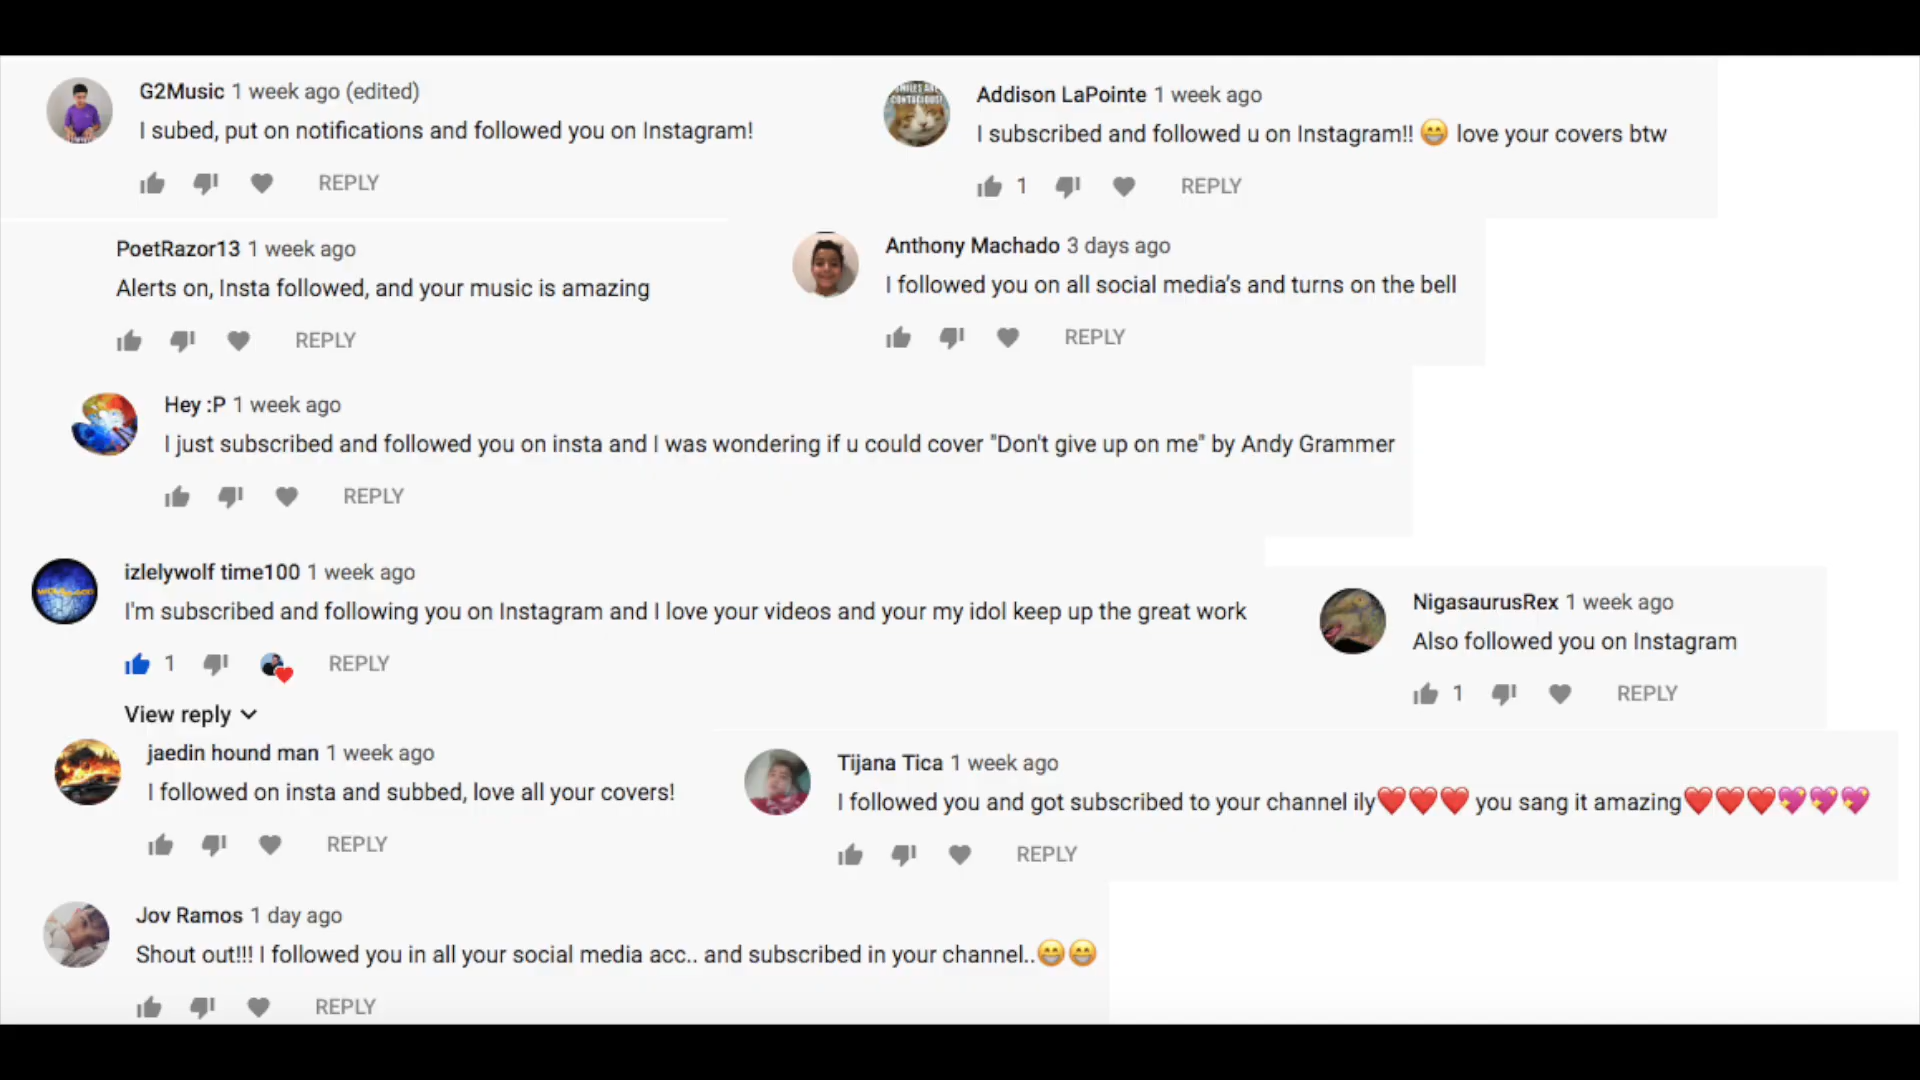 G2Music 1 week ago (edited)
I subed, put on notifications and followed you on Instagram!
REPLY
SMILES ARE
CONTAGIOUS!
Addison LaPointe 1 week ago
I subscribed and followed u on Instagram!! 😁 love your covers btw
1 REPLY
PoetRazor13 1 week ago
Alerts on, Insta followed, and your music is amazing
REPLY
Anthony Machado 3 days ago
I followed you on all social media's and turns on the bell
REPLY
Hey :P 1 week ago
I just subscribed and followed you on insta and I was wondering if u could cover "Don't give up on me" by Andy Grammer
REPLY
izlelywolf time100 1 week ago
I'm subscribed and following you on Instagram and I love your videos and your my idol keep up the great work
1 REPLY
View reply
NigasaurusRex 1 week ago
Also followed you on Instagram
1 REPLY
jaedin hound man 1 week ago
I followed on insta and subbed, love all your covers!
REPLY
Tijana Tica 1 week ago
I followed you and got subscribed to your channel ily❤️❤️❤️ you sang it amazing❤️❤️❤️💖💖💖
REPLY
Jov Ramos 1 day ago
Shout out!!! I followed you in all your social media acc.. and subscribed in your channel..😁😁
REPLY